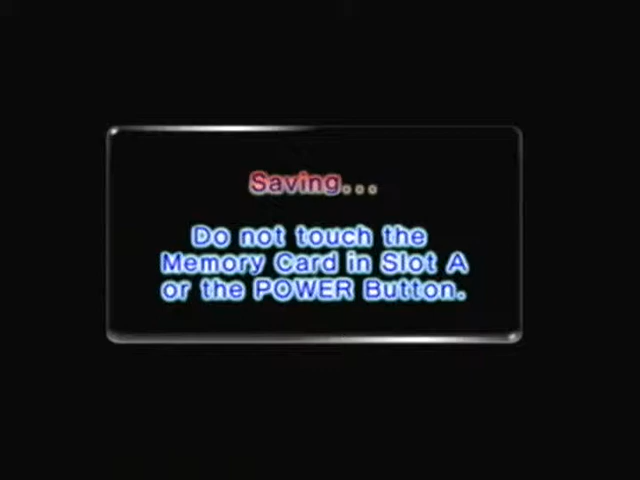 Saving...
Do not touch the
Memory Card in Slot A
or the POWER Button.